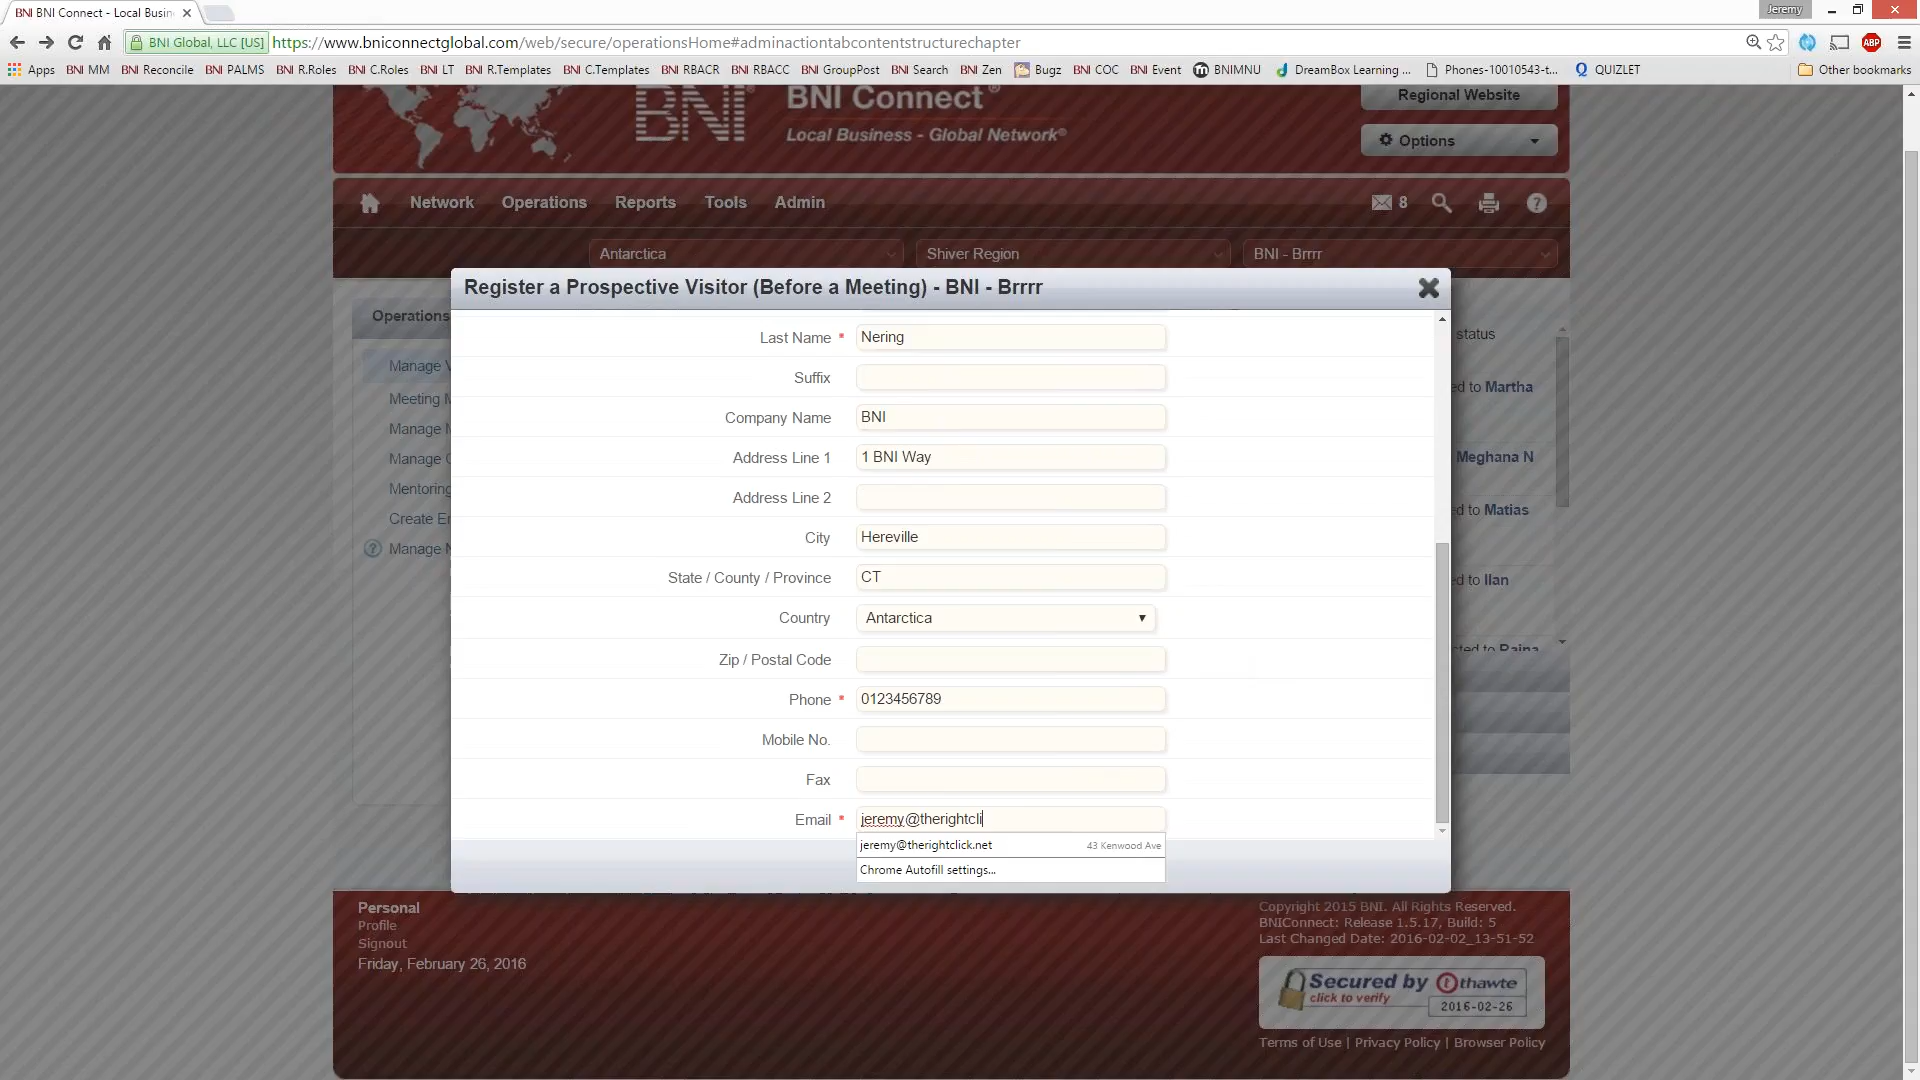 BNI BNI Connect - Local Busin
Jeremy
BNI Global, LLC [US] https://www.bniconnectglobal.com/web/secure/operationsHome#adminactiontabcontentstructurechapter
ABP
Apps BNI MM BNI Reconcile BNI PALMS BNI R.Roles BNI C.Roles BNI LT BNI R.Templates BNI C.Templates BNI RBACR BNI RBACC BNI GroupPost BNI Search BNI Zen Bugz BNI COC BNI Event BNIMNU DreamBox Learning ... Phones-10010543-t... QUIZLET Other bookmarks
BNI® BNI Connect® Regional Website
Local Business - Global Network®
Options
Network Operations Reports Tools Admin 8
Antarctica Shiver Region BNI - Brrrr
Register a Prospective Visitor (Before a Meeting) - BNI - Brrrr
Operations
status
Last Name * Nering
Manage V
Suffix
ed to Martha
Meeting M
Company Name BNI
Manage
Address Line 1 1 BNI Way
Meghana N
Manage
Mentoring
Address Line 2
ed to Matias
Create En
City Hereville
Manage N
State / County / Province CT
ed to Ilan
Country Antarctica
cted to Raina
Zip / Postal Code
Phone * 0123456789
Mobile No.
Fax
Email * jeremy@therightcli
jeremy@therightclick.net 43 Kenwood Ave
Chrome Autofill settings...
Personal
Profile
Signout
Friday, February 26, 2016
Copyright 2015 BNI. All Rights Reserved.
BNIConnect: Release 1.5.17, Build: 5
Last Changed Date: 2016-02-02_13-51-52
Secured by thawte
click to verify 2016-02-26
Terms of Use | Privacy Policy | Browser Policy